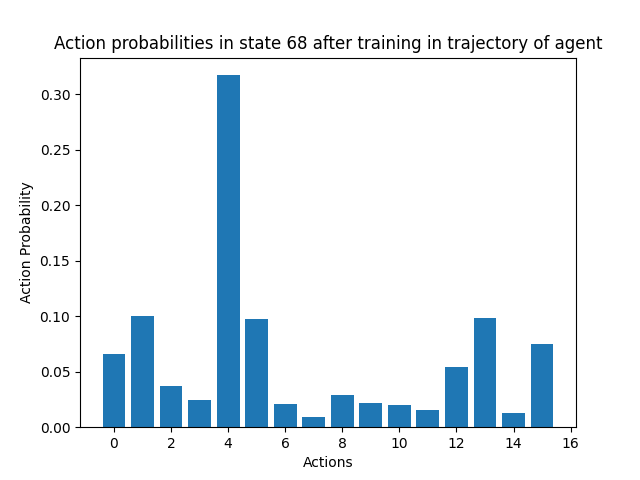 Action probabilities in state 68 after training in trajectory of agent
0.30
0.25
0.20
0.15
0.10
0.05
0.00
Action Probability
0 2 4 6 8 10 12 14 16
Actions